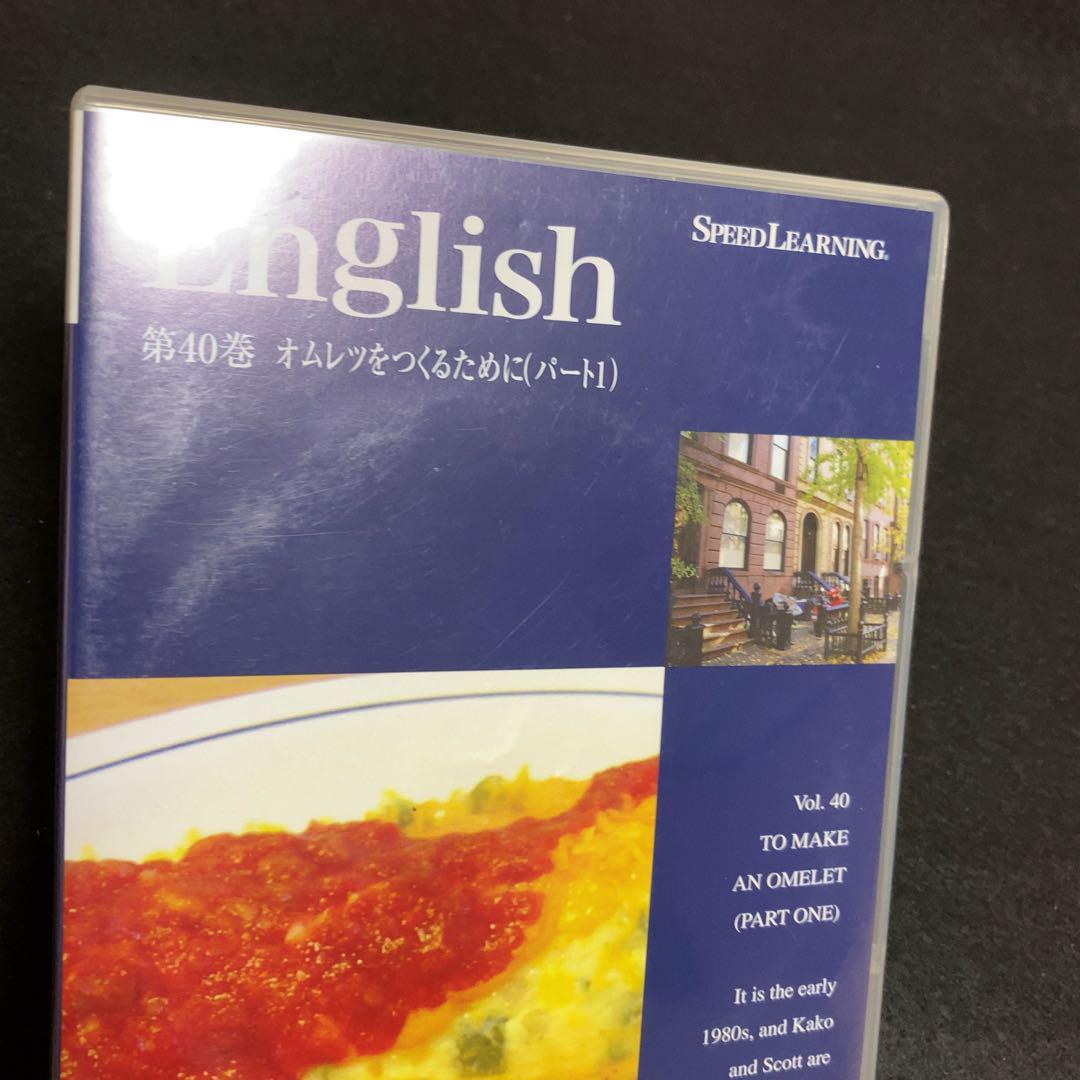 English
SPEEDLEARNING®
第40巻 オムレツをつくるために(パート1)
Vol. 40
TO MAKE
AN OMELET
(PART ONE)
It is the early
1980s, and Kako
and Scott are